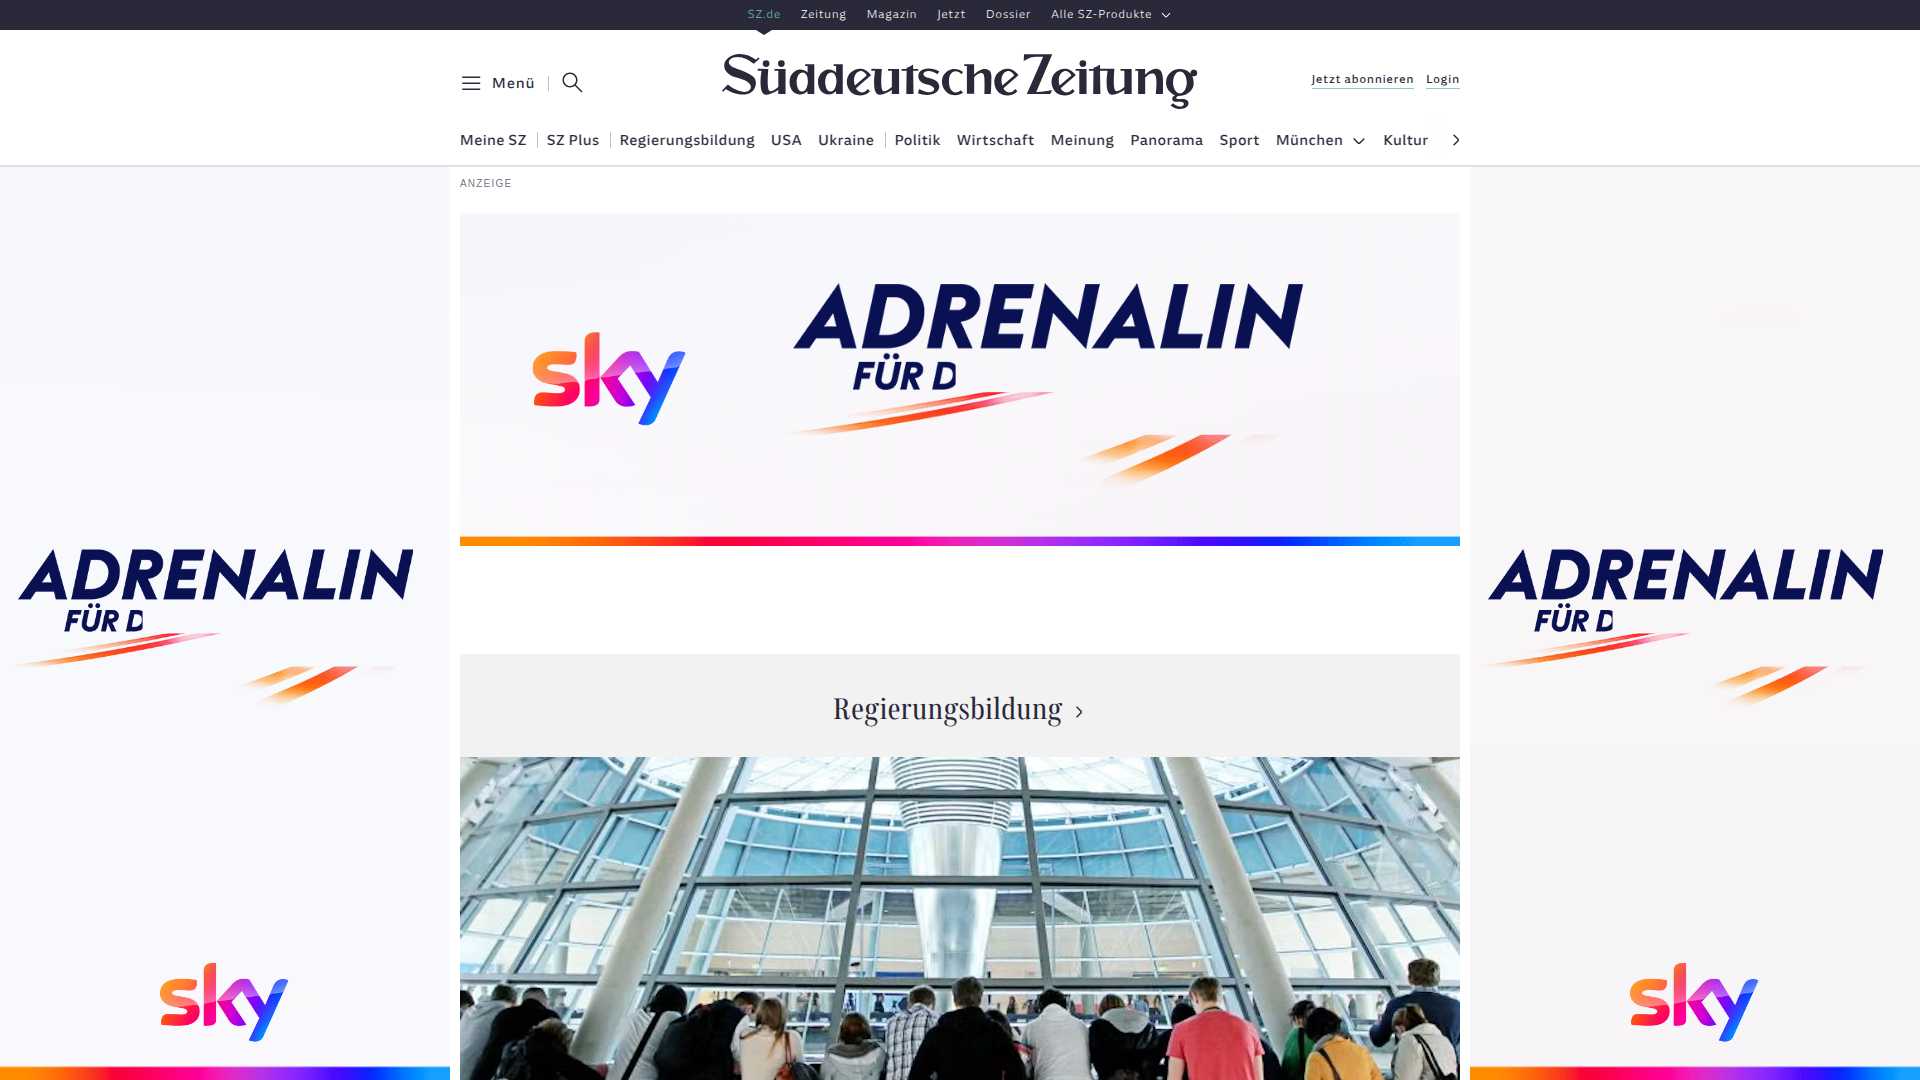 SZ.de Zeitung Magazin Jetzt Dossier Alle SZ-Produkte
Menü
Süddeutsche Zeitung
Jetzt abonnieren Login
Meine SZ SZ Plus Regierungsbildung USA Ukraine Politik Wirtschaft Meinung Panorama Sport München Kultur
ANZEIGE
sky
ADRENALIN
FÜR D
ADRENALIN
FÜR D
sky
ADRENALIN
FÜR D
sky
Regierungsbildung